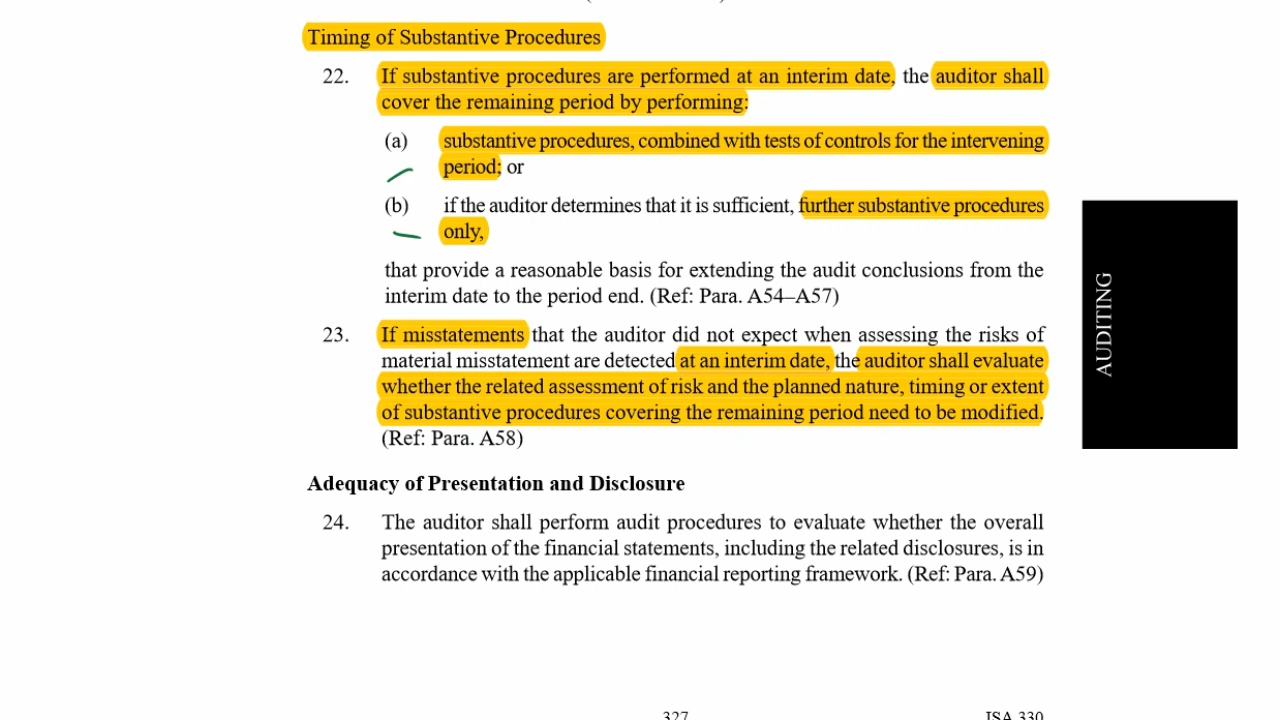 Timing of Substantive Procedures
22. If substantive procedures are performed at an interim date, the auditor shall
cover the remaining period by performing:
(a) substantive procedures, combined with tests of controls for the intervening
period; or
(b) if the auditor determines that it is sufficient, further substantive procedures
only,
that provide a reasonable basis for extending the audit conclusions from the
interim date to the period end. (Ref: Para. A54–A57)
23. If misstatements that the auditor did not expect when assessing the risks of
material misstatement are detected at an interim date, the auditor shall evaluate
whether the related assessment of risk and the planned nature, timing or extent
of substantive procedures covering the remaining period need to be modified.
(Ref: Para. A58)
Adequacy of Presentation and Disclosure
24. The auditor shall perform audit procedures to evaluate whether the overall
presentation of the financial statements, including the related disclosures, is in
accordance with the applicable financial reporting framework. (Ref: Para. A59)
AUDITING
327 ISA 330